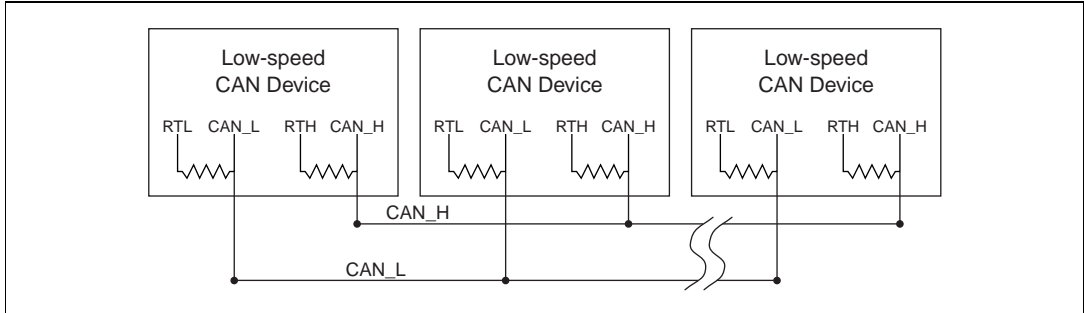 Low-speed
CAN Device
Low-speed
CAN Device
Low-speed
CAN Device
RTL CAN_L RTH CAN_H
RTL CAN_L RTH CAN_H
RTL CAN_L RTH CAN_H
CAN_H
CAN_L